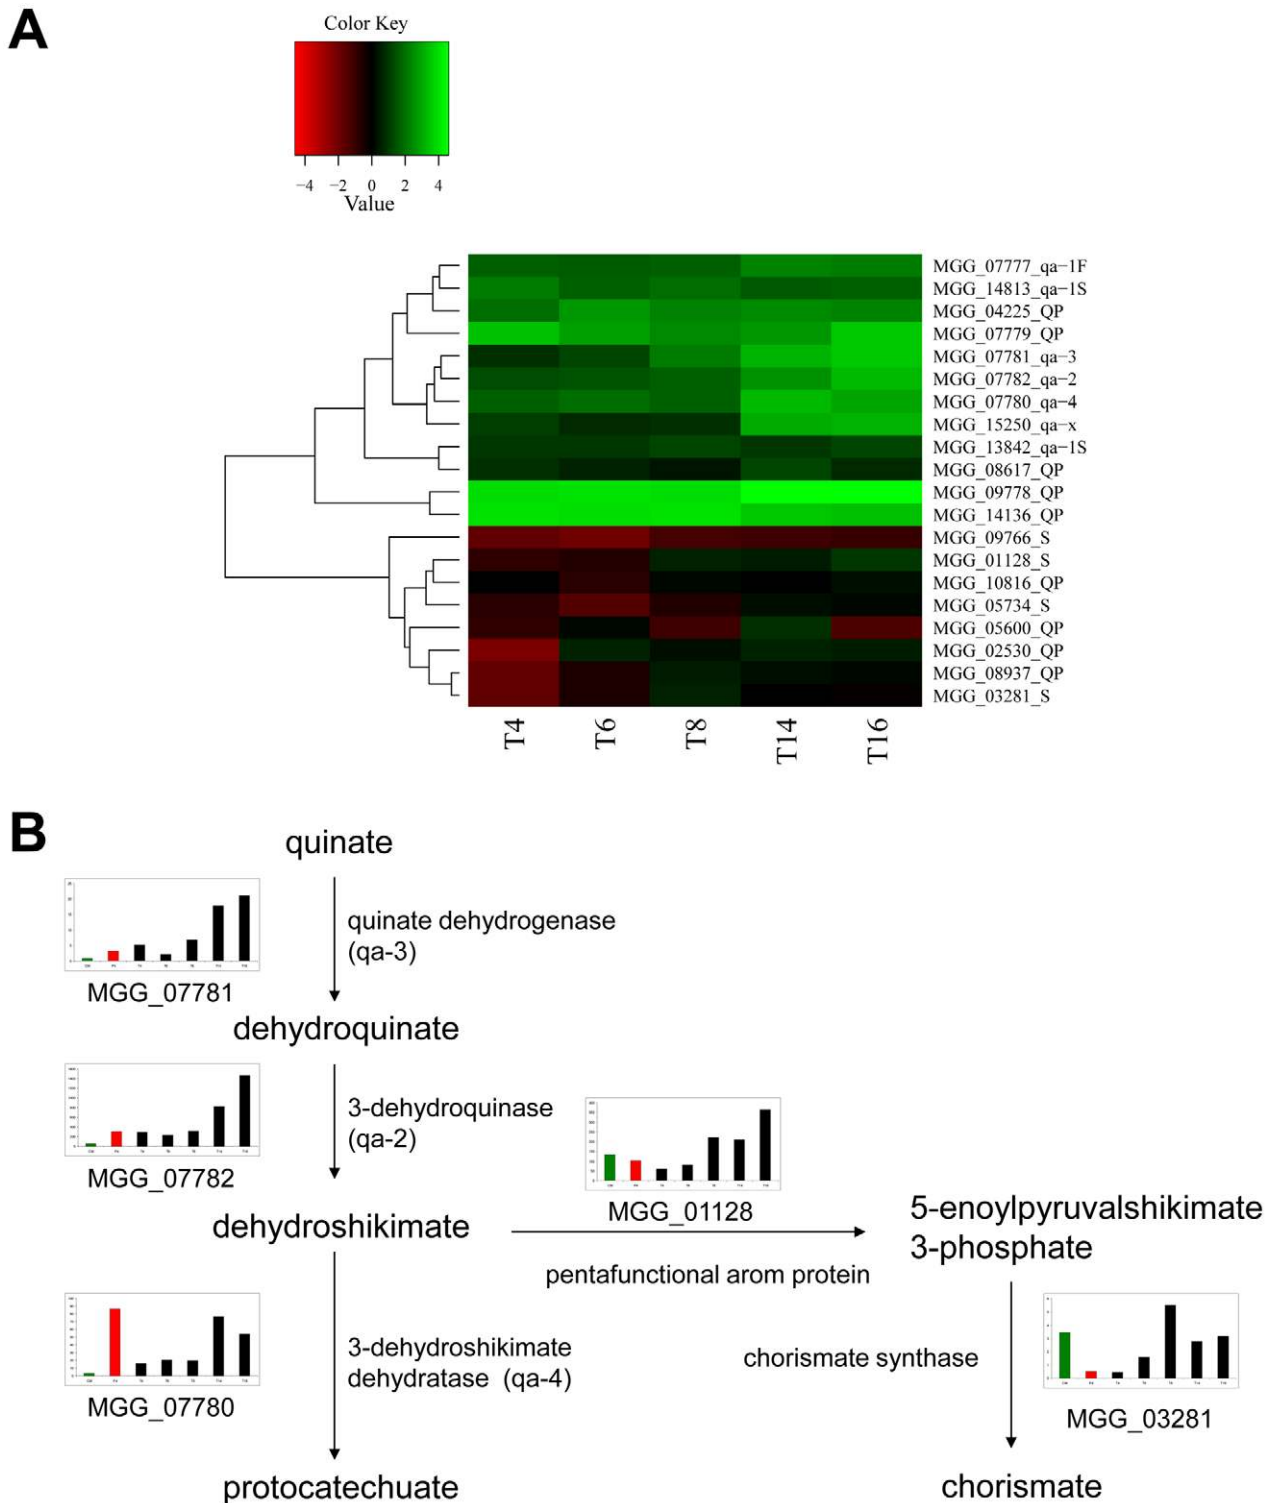 A
Color Key
−4 −2 0 2 4
Value
MGG_07777_qa−1F
MGG_14813_qa−1S
MGG_04225_QP
MGG_07779_QP
MGG_07781_qa−3
MGG_07782_qa−2
MGG_07780_qa−4
MGG_15250_qa−x
MGG_13842_qa−1S
MGG_08617_QP
MGG_09778_QP
MGG_14136_QP
MGG_09766_S
MGG_01128_S
MGG_10816_QP
MGG_05734_S
MGG_05600_QP
MGG_02530_QP
MGG_08937_QP
MGG_03281_S
T4 T6 T8 T14 T16
B
quinate
quinate dehydrogenase
(qa-3)
MGG_07781
dehydroquinate
3-dehydroquinase
(qa-2)
MGG_07782
dehydroshikimate
MGG_01128
pentafunctional arom protein
5-enoylpyruvalshikimate
3-phosphate
3-dehydroshikimate
dehydratase (qa-4)
MGG_07780
chorismate synthase
MGG_03281
protocatechuate
chorismate